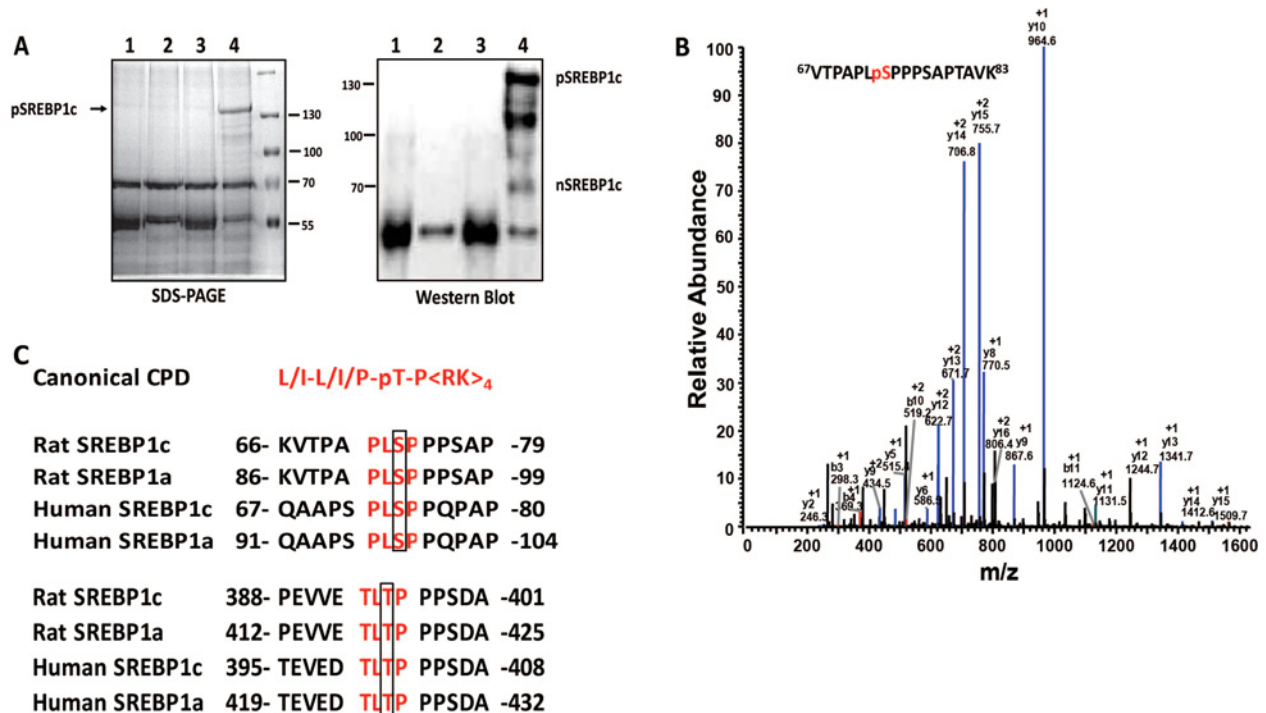 A
1 2 3 4
pSREBP1c
130
100
70
55
SDS-PAGE
1 2 3 4
130
100
70
pSREBP1c
nSREBP1c
Western Blot
B
67VTPAPLpSPPPSAPTAVK83
Relative Abundance
100
90
80
70
60
50
40
30
20
10
0
0 200 400 600 800 1000 1200 1400 1600
m/z
+1 y2 246.3
+1 b3 298.3
+1 b4 369.3
+2 y9 434.5
+1 y5
+1 y6
+2 b10 519.2
+2 y12 622.7
+2 y13 671.7
+2 y14 706.8
+2 y15 755.7
+1 y8 770.5
+2 y16 806.4
+1 y9 867.6
+1 y10 964.6
+1 b11 1124.6
+1 y11 1131.5
+1 y12 1244.7
+1 y13 1341.7
+1 y14 1412.6
+1 y15 1509.7
C
Canonical CPD L/I-L/I/P-pT-P<RK>4
Rat SREBP1c 66- KVTPA PLSP PPSAP -79
Rat SREBP1a 86- KVTPA PLSP PPSAP -99
Human SREBP1c 67- QAAPS PLSP PPQPAP -80
Human SREBP1a 91- QAAPS PLSP PPQPAP -104
Rat SREBP1c 388- PEVVE TLTP PPSDA -401
Rat SREBP1a 412- PEVVE TLTP PPSDA -425
Human SREBP1c 395- TEVED TLTP PPSDA -408
Human SREBP1a 419- TEVED TLTP PPSDA -432